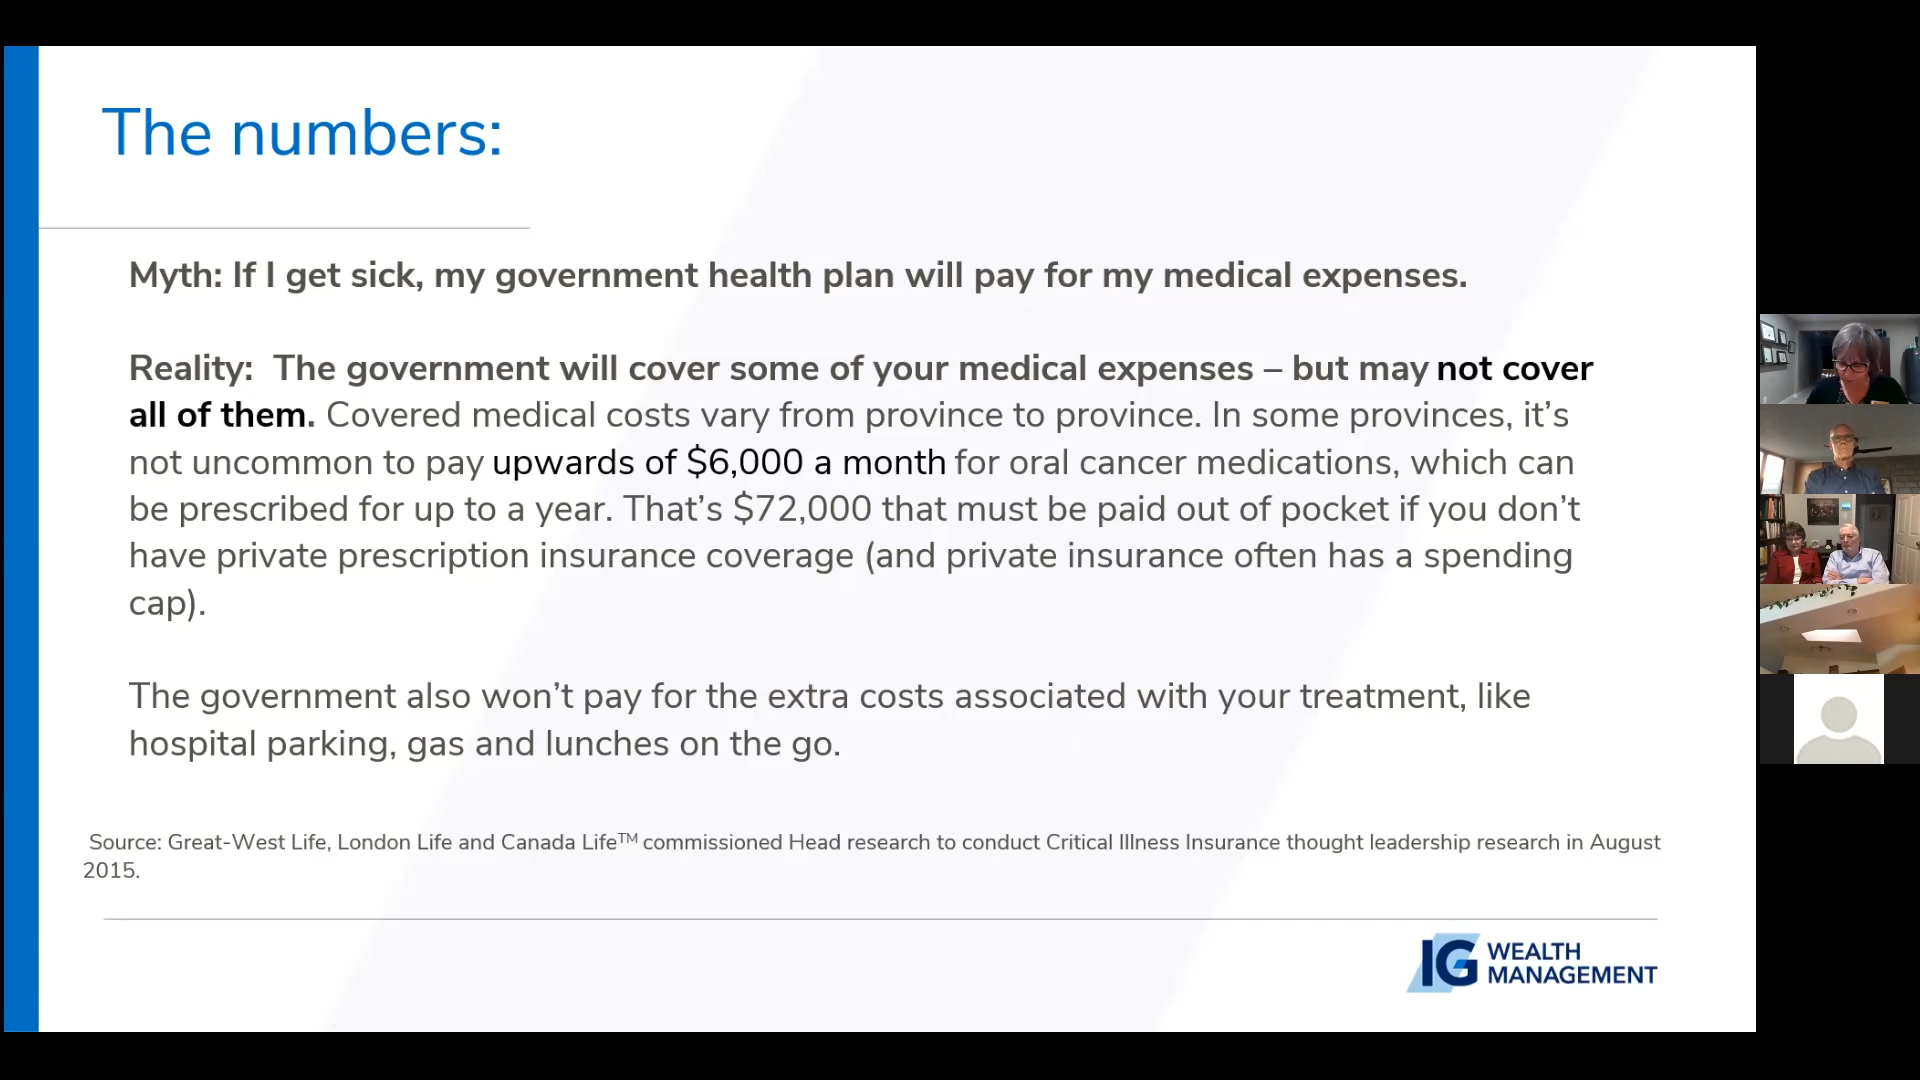 The numbers:
Myth: If I get sick, my government health plan will pay for my medical expenses.
Reality:  The government will cover some of your medical expenses – but may not cover
all of them. Covered medical costs vary from province to province. In some provinces, it’s
not uncommon to pay upwards of $6,000 a month for oral cancer medications, which can
be prescribed for up to a year. That’s $72,000 that must be paid out of pocket if you don’t
have private prescription insurance coverage (and private insurance often has a spending
cap).
The government also won’t pay for the extra costs associated with your treatment, like
hospital parking, gas and lunches on the go.
Source: Great-West Life, London Life and Canada Life™ commissioned Head research to conduct Critical Illness Insurance thought leadership research in August
2015.
IG WEALTH
MANAGEMENT